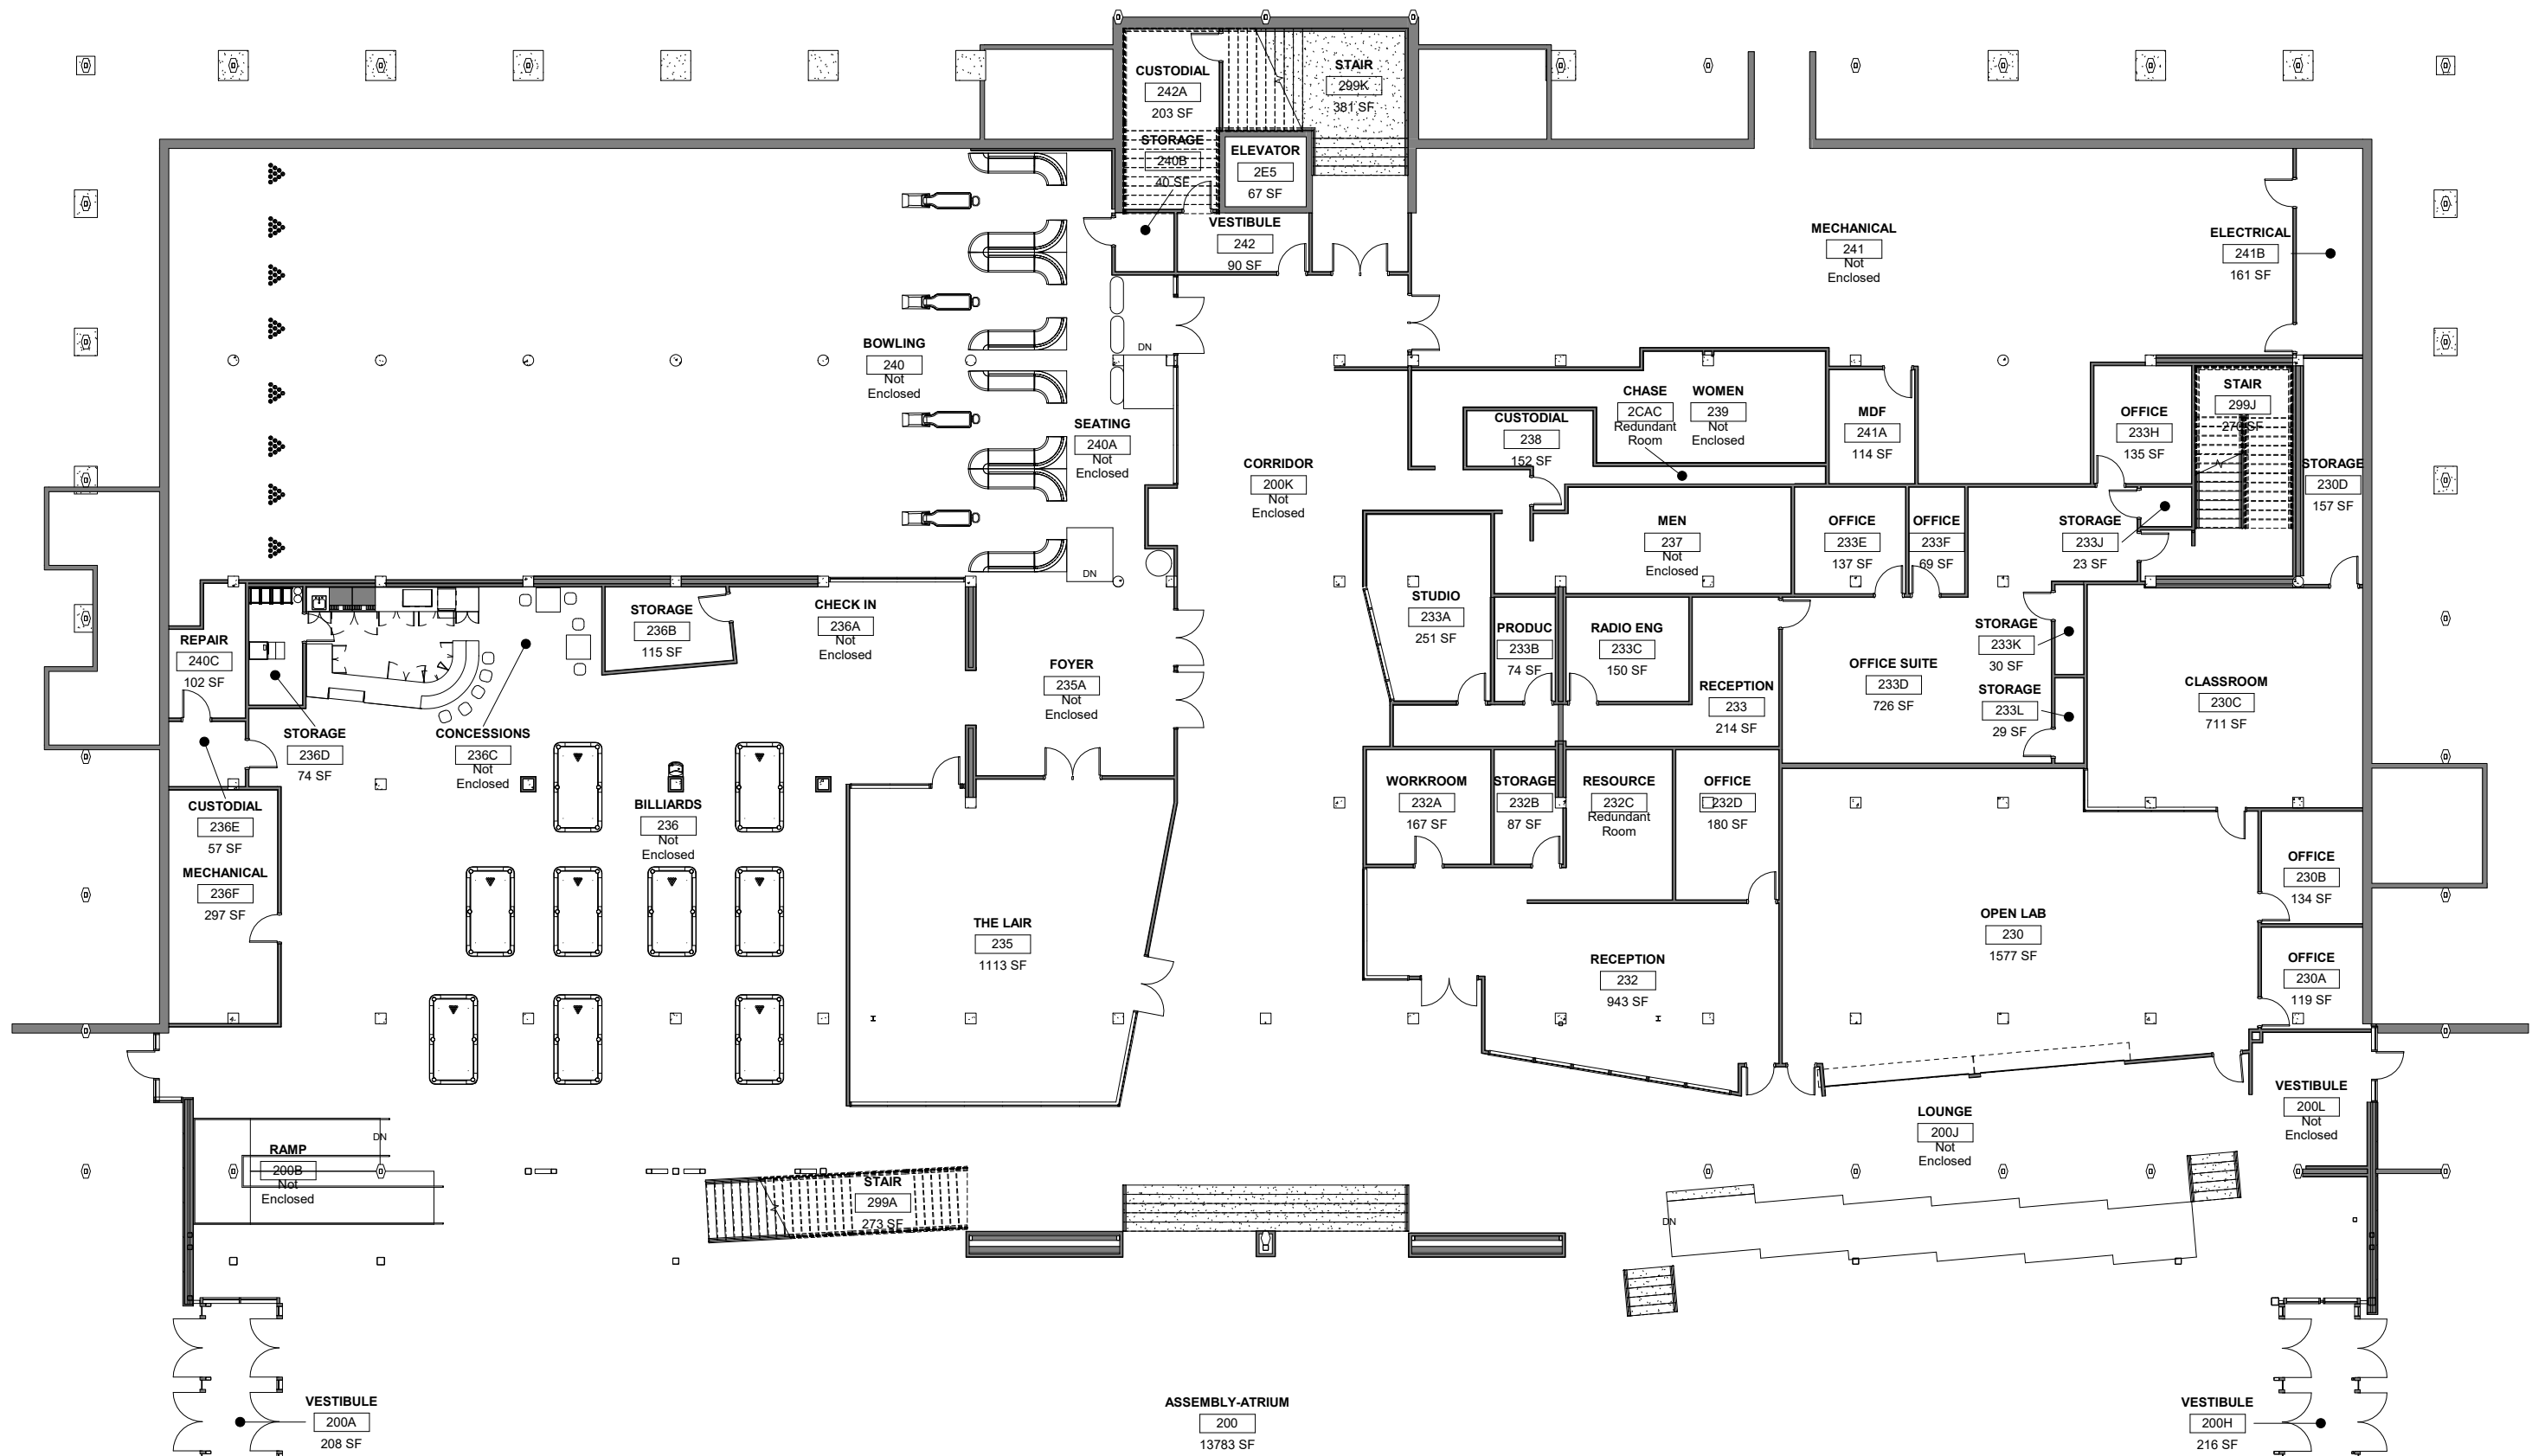 CUSTODIAL
242A
203 SF
STAIR
299K
381 SF
STORAGE
240B
40 SF
ELEVATOR
2E5
67 SF
VESTIBULE
242
90 SF
MECHANICAL
241
Not
Enclosed
ELECTRICAL
241B
161 SF
BOWLING
240
Not
Enclosed
DN
SEATING
240A
Not
Enclosed
CORRIDOR
200K
Not
Enclosed
CUSTODIAL
238
152 SF
CHASE
2CAC
Redundant
Room
WOMEN
239
Not
Enclosed
MDF
241A
114 SF
OFFICE
233H
135 SF
STAIR
299J
270 SF
STORAGE
230D
157 SF
MEN
237
Not
Enclosed
OFFICE
233E
137 SF
OFFICE
233F
69 SF
STORAGE
233J
23 SF
DN
REPAIR
240C
102 SF
STORAGE
236B
115 SF
CHECK IN
236A
Not
Enclosed
FOYER
235A
Not
Enclosed
STUDIO
233A
251 SF
PRODUC
233B
74 SF
RADIO ENG
233C
150 SF
RECEPTION
233
214 SF
OFFICE SUITE
233D
726 SF
STORAGE
233K
30 SF
STORAGE
233L
29 SF
CLASSROOM
230C
711 SF
STORAGE
236D
74 SF
CONCESSIONS
236C
Not
Enclosed
CUSTODIAL
236E
57 SF
MECHANICAL
236F
297 SF
BILLIARDS
236
Not
Enclosed
WORKROOM
232A
167 SF
STORAGE
232B
87 SF
RESOURCE
232C
Redundant
Room
OFFICE
232D
180 SF
OFFICE
230B
134 SF
THE LAIR
235
1113 SF
RECEPTION
232
943 SF
OPEN LAB
230
1577 SF
OFFICE
230A
119 SF
VESTIBULE
200L
Not
Enclosed
LOUNGE
200J
Not
Enclosed
DN
RAMP
200B
Not
Enclosed
STAIR
299A
273 SF
DN
VESTIBULE
200A
208 SF
ASSEMBLY-ATRIUM
200
13783 SF
VESTIBULE
200H
216 SF